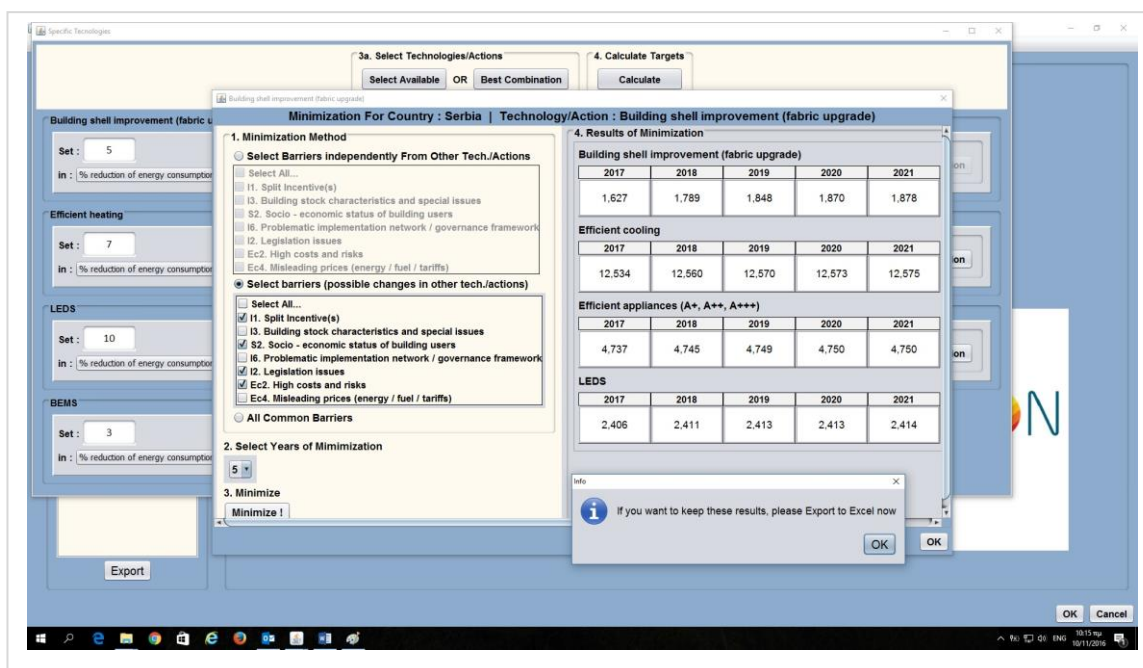 Specific Tecnologies
3a. Select Technologies/Actions
Select Available OR Best Combination
4. Calculate Targets
Calculate
Building shell improvement (fabric u
Set : 5
in : % reduction of energy consumption
Efficient heating
Set : 7
in : % reduction of energy consumption
LEDS
Set : 10
in : % reduction of energy consumption
BEMS
Set : 3
in : % reduction of energy consumption
Export
Building shell improvement (fabric upgrade)
Minimization For Country : Serbia | Technology/Action : Building shell improvement (fabric upgrade)
1. Minimization Method
Select Barriers independently From Other Tech./Actions
Select All...
I1. Split Incentive(s)
I3. Building stock characteristics and special issues
S2. Socio - economic status of building users
I6. Problematic implementation network / governance framework
I2. Legislation issues
Ec2. High costs and risks
Ec4. Misleading prices (energy / fuel / tariffs)
Select barriers (possible changes in other tech./actions)
Select All...
I1. Split Incentive(s)
I3. Building stock characteristics and special issues
S2. Socio - economic status of building users
I6. Problematic implementation network / governance framework
I2. Legislation issues
Ec2. High costs and risks
Ec4. Misleading prices (energy / fuel / tariffs)
All Common Barriers
2. Select Years of Mimimization
5
3. Minimize
Minimize !
4. Results of Minimization
Building shell improvement (fabric upgrade)
2017 2018 2019 2020 2021
1,627 1,789 1,848 1,870 1,878
Efficient cooling
2017 2018 2019 2020 2021
12,534 12,560 12,570 12,573 12,575
Efficient appliances (A+, A++, A+++)
2017 2018 2019 2020 2021
4,737 4,745 4,749 4,750 4,750
LEDS
2017 2018 2019 2020 2021
2,406 2,411 2,413 2,413 2,414
Info
If you want to keep these results, please Export to Excel now
OK
OK
on
on
on
N
OK Cancel
ENG
10:15 πμ
10/11/2016